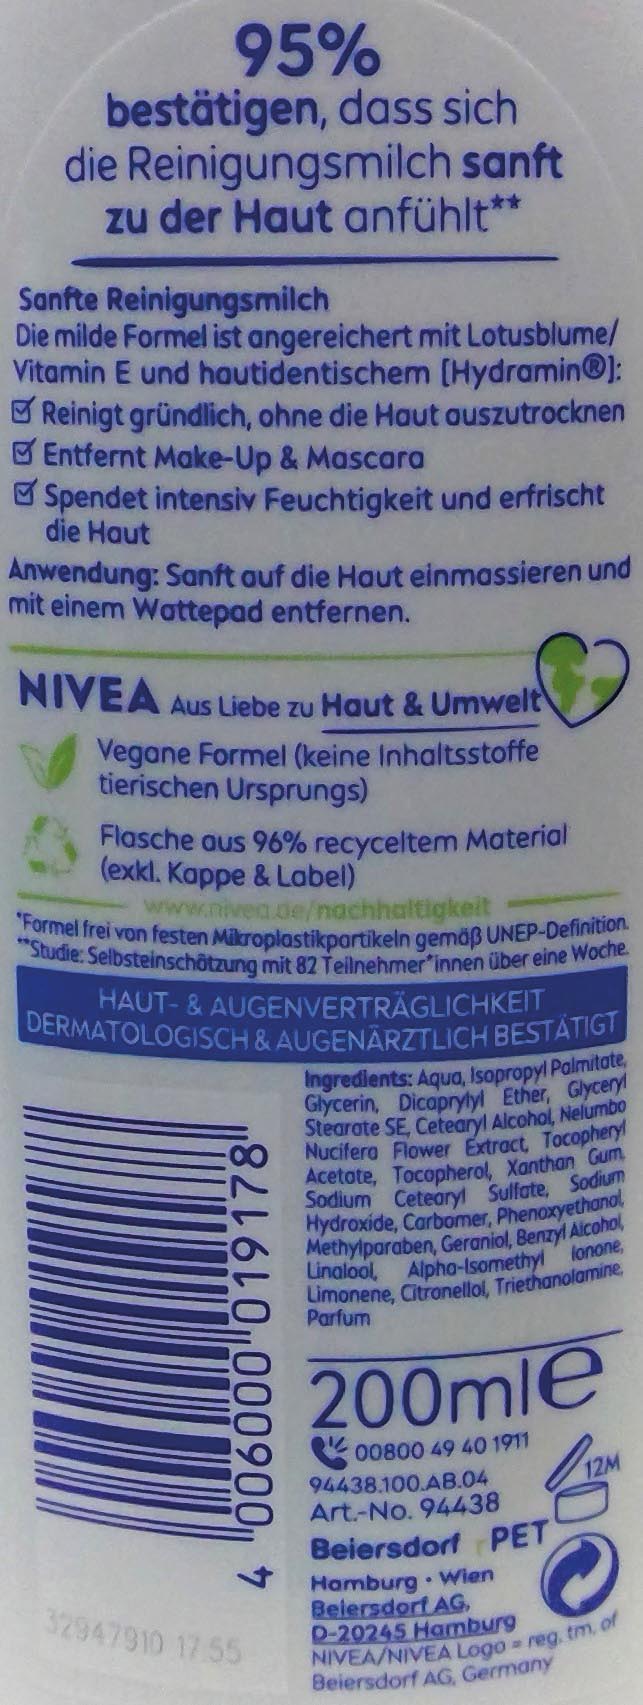 95%
bestätigen, dass sich
die Reinigungsmilch sanft
zu der Haut anfühlt**
Sanfte Reinigungsmilch
Die milde Formel ist angereichert mit Lotusblume/
Vitamin E und hautidentischem [Hydramin®]:
Reinigt gründlich, ohne die Haut auszutrocknen
Entfernt Make-Up & Mascara
Spendet intensiv Feuchtigkeit und erfrischt
die Haut
Anwendung: Sanft auf die Haut einmassieren und
mit einem Wattepad entfernen.
NIVEA Aus Liebe zu Haut & Umwelt
Vegane Formel (keine Inhaltsstoffe
tierischen Ursprungs)
Flasche aus 96% recyceltem Material
(exkl. Kappe & Label)
www.nivea.de/nachhaltigkeit
*Formel frei von festen Mikroplastikpartikeln gemäß UNEP-Definition.
**Studie: Selbsteinschätzung mit 82 Teilnehmer*innen über eine Woche.
HAUT- & AUGENVERTRÄGLICHKEIT
DERMATOLOGISCH & AUGENÄRZTLICH BESTÄTIGT
Ingredients: Aqua, Isopropyl Palmitate,
Glycerin, Dicaprylyl Ether, Glyceryl
Stearate SE, Cetearyl Alcohol, Nelumbo
Nucifera Flower Extract, Tocopheryl
Acetate, Tocopherol, Xanthan Gum,
Sodium Cetearyl Sulfate, Sodium
Hydroxide, Carbomer, Phenoxyethanol,
Methylparaben, Geraniol, Benzyl Alcohol,
Linalool, Alpha-Isomethyl Ionone,
Limonene, Citronellol, Triethanolamine,
Parfum
4 006000 019178
200ml e
00800 49 40 1911
94438.100.AB.04
Art.-No. 94438
12M
Beiersdorf rPET
Hamburg · Wien
Beiersdorf AG,
D-20245 Hamburg
NIVEA/NIVEA Logo = reg. tm. of
Beiersdorf AG, Germany
32947910 17:55